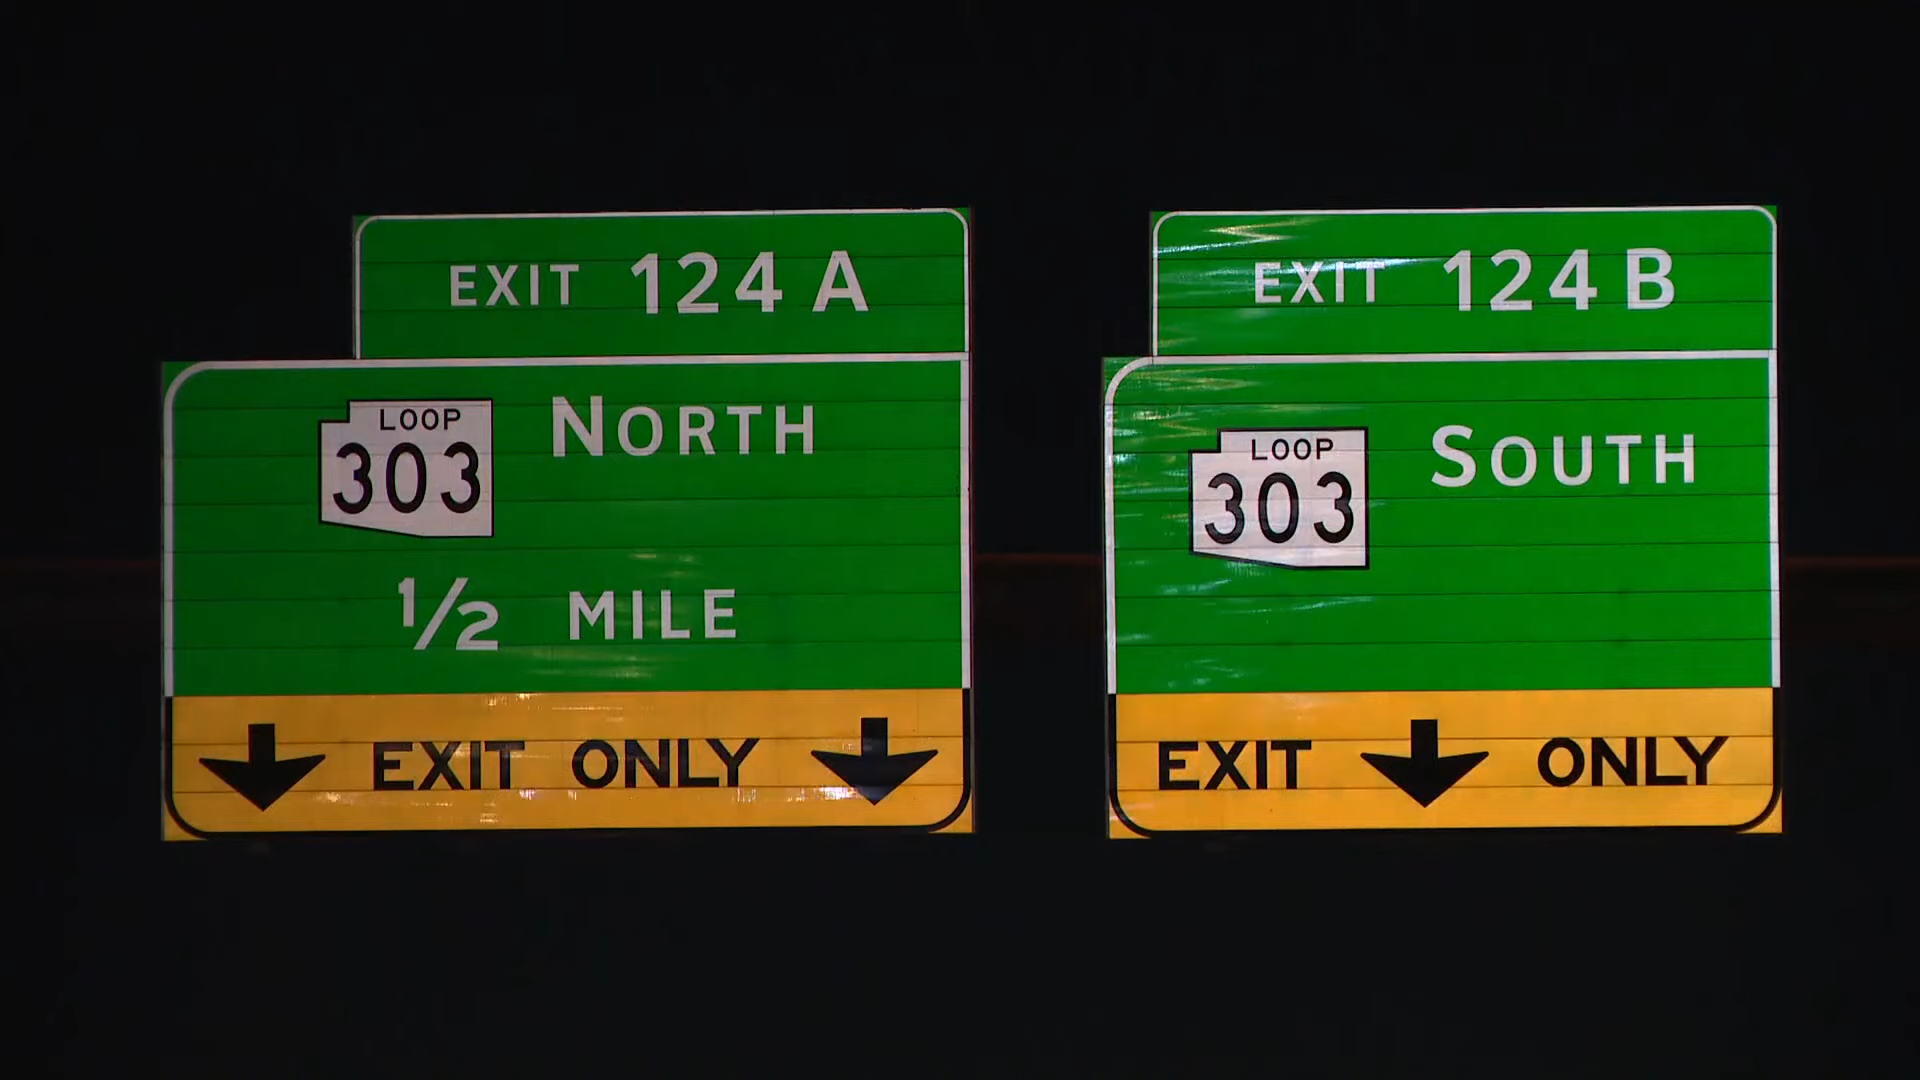 EXIT 124 A
LOOP
303
NORTH
1/2 MILE
EXIT ONLY
EXIT 124 B
LOOP
303
SOUTH
EXIT ONLY